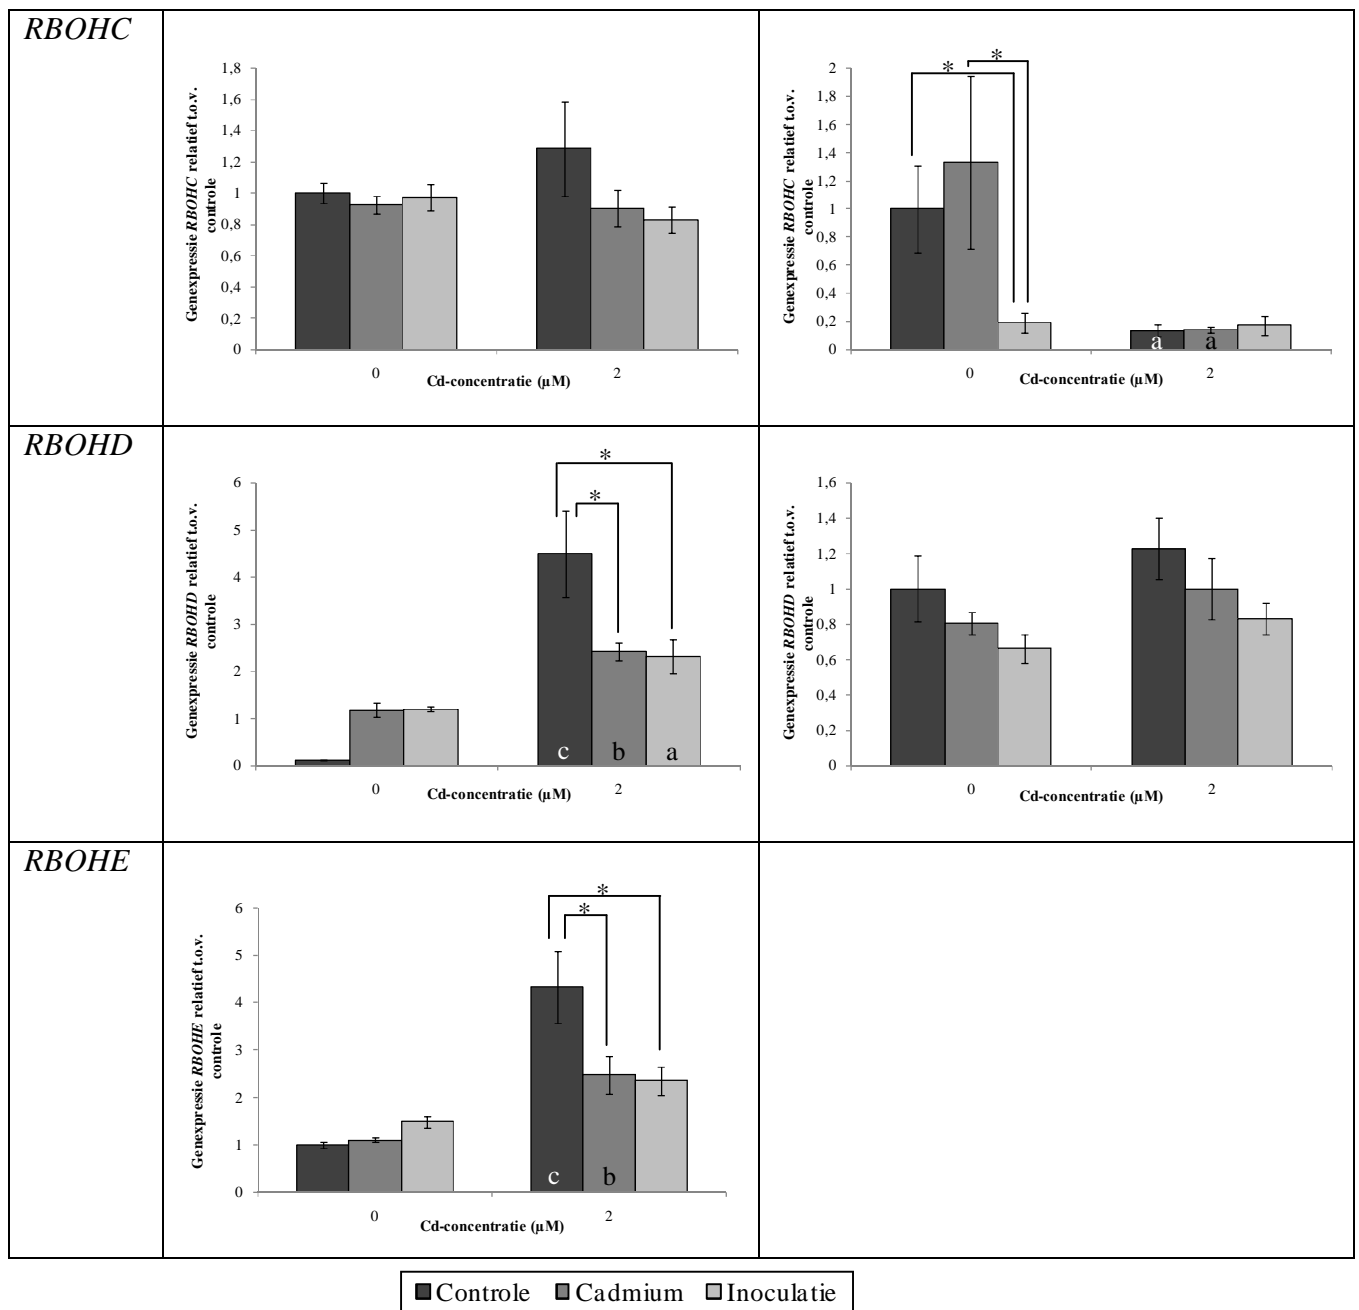 RBOHC
Genexpressie RBOHC relatief t.o.v.
controle
1,8
1,6
1,4
1,2
1
0,8
0,6
0,4
0,2
0
0
2
Cd-concentratie (µM)
Genexpressie RBOHC relatief t.o.v.
controle
2
1,8
1,6
1,4
1,2
1
0,8
0,6
0,4
0,2
0
*
*
a
a
0
2
Cd-concentratie (µM)
RBOHD
Genexpressie RBOHD relatief t.o.v.
controle
6
5
4
3
2
1
0
*
*
c
b
a
0
2
Cd-concentratie (µM)
Genexpressie RBOHD relatief t.o.v.
controle
1,6
1,4
1,2
1
0,8
0,6
0,4
0,2
0
0
2
Cd-concentratie (µM)
RBOHE
Genexpressie RBOHE relatief t.o.v.
controle
6
5
4
3
2
1
0
*
*
c
b
0
2
Cd-concentratie (µM)
Controle Cadmium Inoculatie